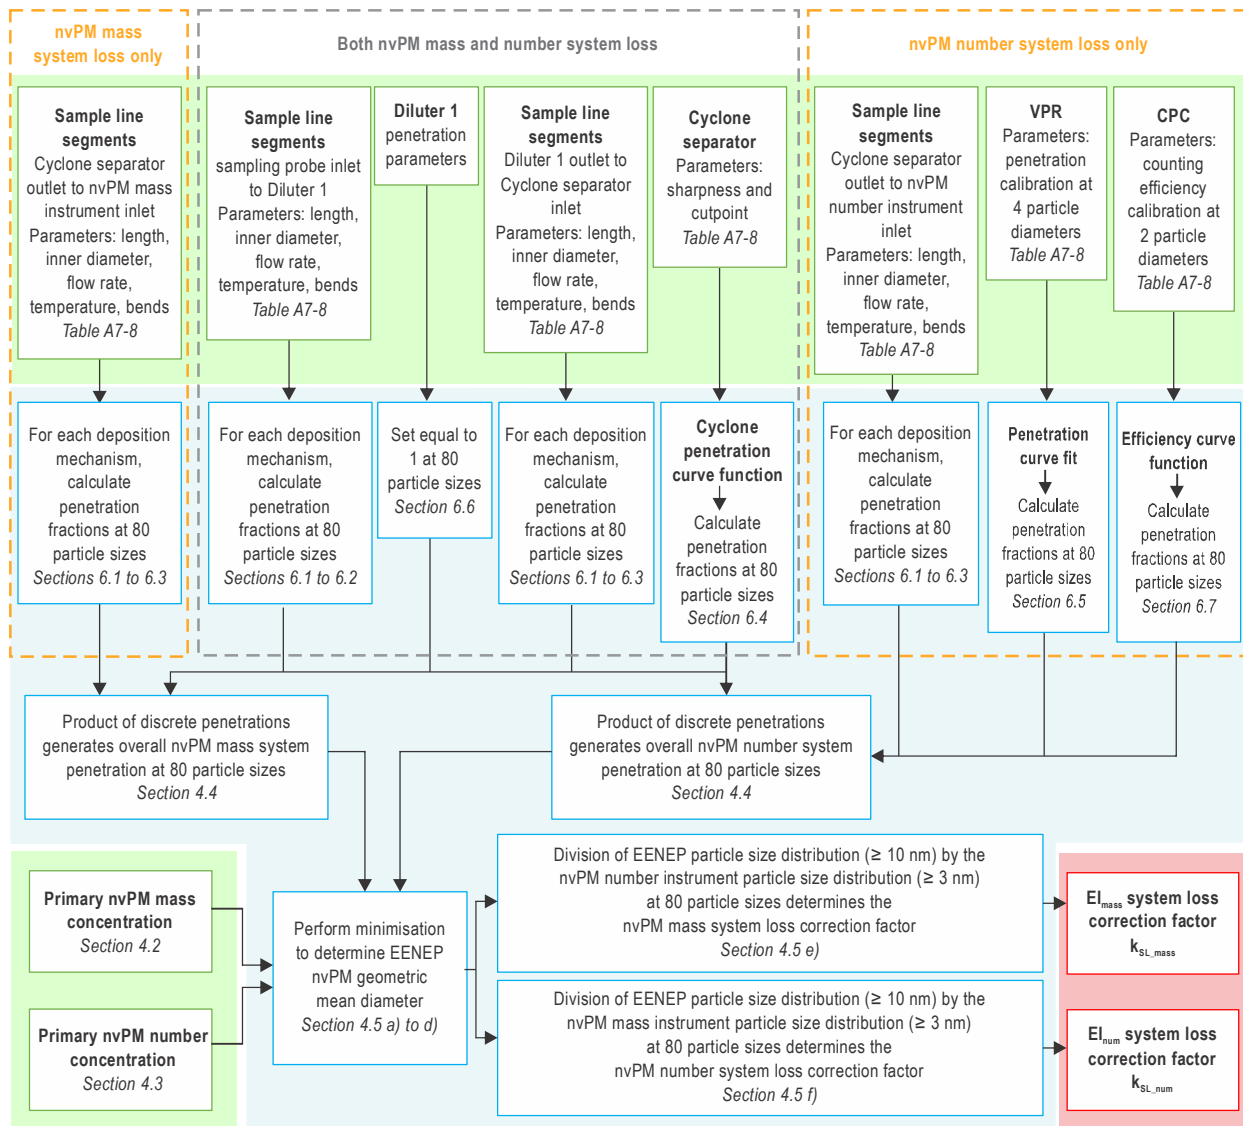 nvPM mass
system loss only
Both nvPM mass and number system loss
nvPM number system loss only
Sample line
segments
Cyclone separator
outlet to nvPM mass
instrument inlet
Parameters: length,
inner diameter,
flow rate,
temperature, bends
Table A7-8
Sample line
segments
sampling probe inlet
to Diluter 1
Parameters: length,
inner diameter,
flow rate,
temperature, bends
Table A7-8
Diluter 1
penetration
parameters
Sample line
segments
Diluter 1 outlet to
Cyclone separator
inlet
Parameters: length,
inner diameter,
flow rate,
temperature, bends
Table A7-8
Cyclone
separator
Parameters:
sharpness and
cutpoint
Table A7-8
Sample line
segments
Cyclone separator
outlet to nvPM
number instrument
inlet
Parameters: length,
inner diameter,
flow rate,
temperature, bends
Table A7-8
VPR
Parameters:
penetration
calibration at
4 particle
diameters
Table A7-8
CPC
Parameters:
counting
efficiency
calibration at
2 particle
diameters
Table A7-8
For each deposition
mechanism,
calculate
penetration
fractions at 80
particle sizes
Sections 6.1 to 6.3
For each deposition
mechanism,
calculate
penetration
fractions at 80
particle sizes
Sections 6.1 to 6.2
Set equal to
1 at 80
particle sizes
Section 6.6
For each deposition
mechanism,
calculate
penetration
fractions at 80
particle sizes
Sections 6.1 to 6.3
Cyclone
penetration
curve function
Calculate
penetration
fractions at 80
particle sizes
Section 6.4
For each deposition
mechanism,
calculate
penetration
fractions at 80
particle sizes
Sections 6.1 to 6.3
Penetration
curve fit
Calculate
penetration
fractions at 80
particle sizes
Section 6.5
Efficiency curve
function
Calculate
penetration
fractions at 80
particle sizes
Section 6.7
Product of discrete penetrations
generates overall nvPM mass system
penetration at 80 particle sizes
Section 4.4
Product of discrete penetrations
generates overall nvPM number system
penetration at 80 particle sizes
Section 4.4
Primary nvPM mass
concentration
Section 4.2
Primary nvPM number
concentration
Section 4.3
Perform minimisation
to determine EENEP
nvPM geometric
mean diameter
Section 4.5 a) to d)
Division of EENEP particle size distribution (≥ 10 nm) by the
nvPM number instrument particle size distribution (≥ 3 nm)
at 80 particle sizes determines the
nvPM mass system loss correction factor
Section 4.5 e)
Division of EENEP particle size distribution (≥ 10 nm) by the
nvPM mass instrument particle size distribution (≥ 3 nm)
at 80 particle sizes determines the
nvPM number system loss correction factor
Section 4.5 f)
EImass system loss
correction factor
kSL_mass
EInum system loss
correction factor
kSL_num